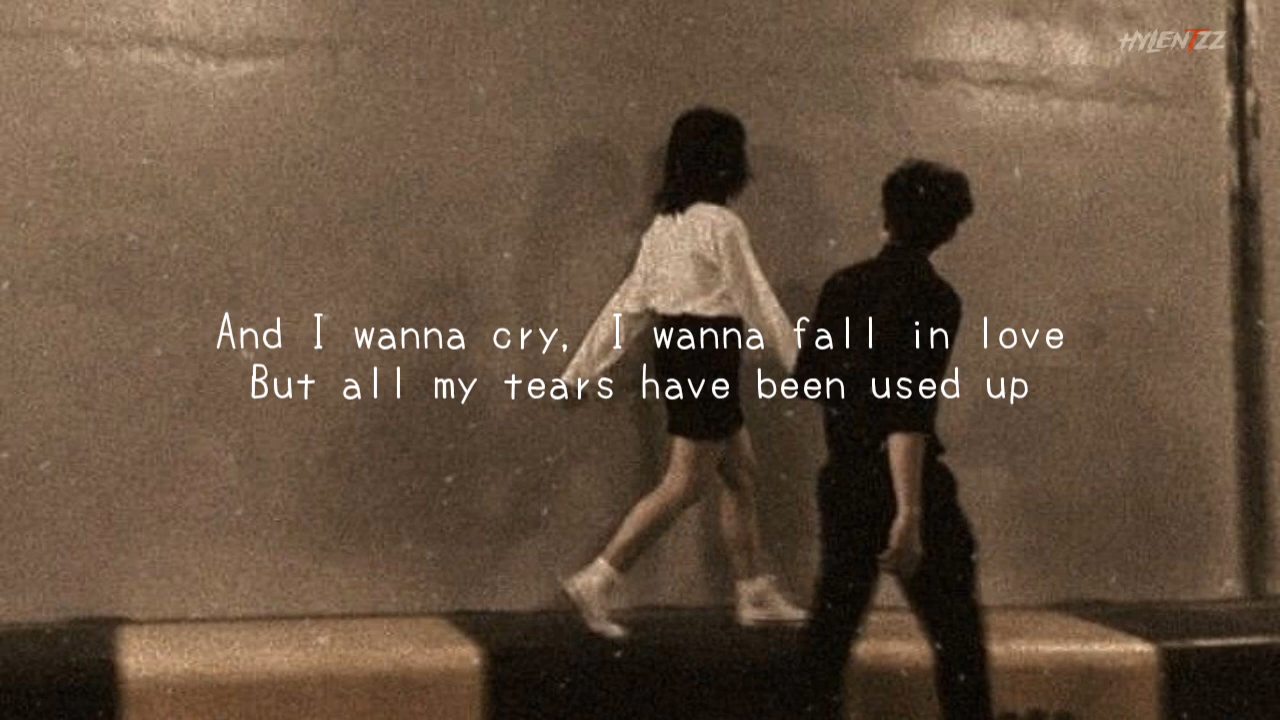 HYLENTZZ
And I wanna cry, I wanna fall in love
But all my tears have been used up